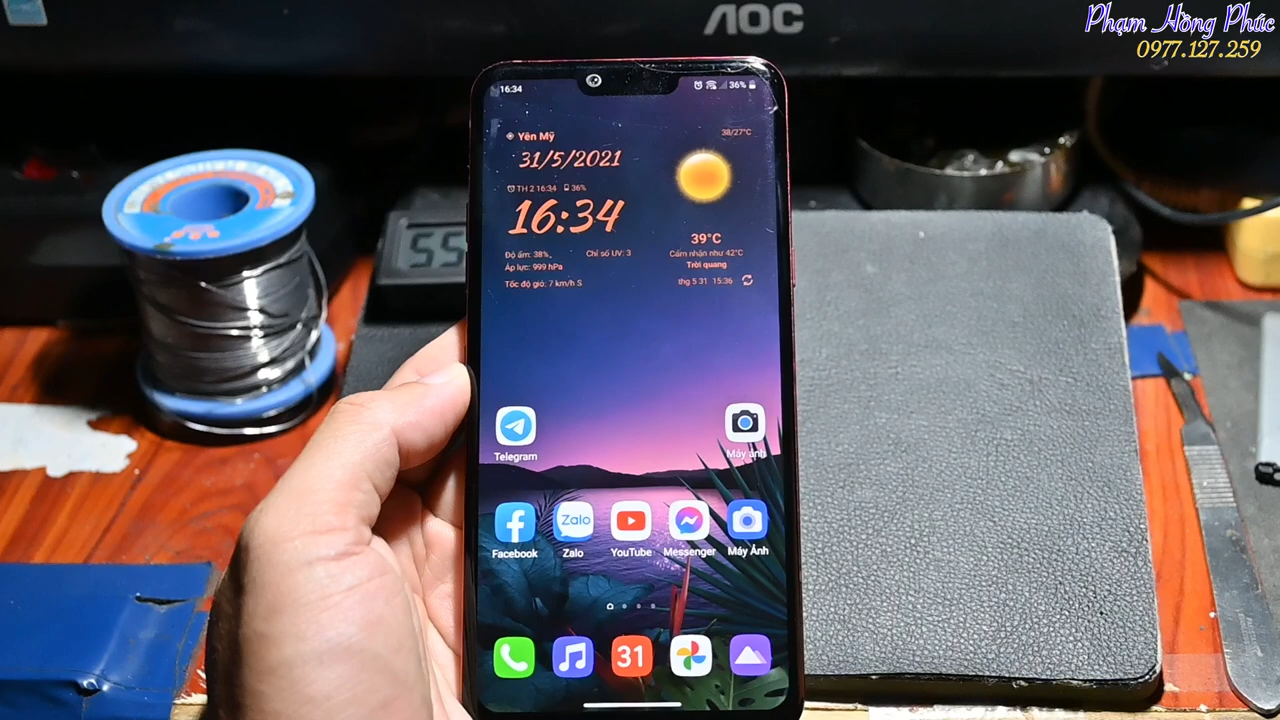 AOC
Phạm Hồng Phúc
0977.127.259
16:34
36%
Yên Mỹ
38/27°C
31/5/2021
TH 2 16:34 36%
16:34
39°C
Độ ẩm: 38%
Chỉ số UV: 3
Cảm nhận như 42°C
Áp lực: 999 hPa
Trời quang
Tốc độ gió: 7 km/h S
thg 5 31 15:36
55
Telegram
Máy ảnh
Zalo
Facebook
Zalo
YouTube
Messenger
Máy Ảnh
31